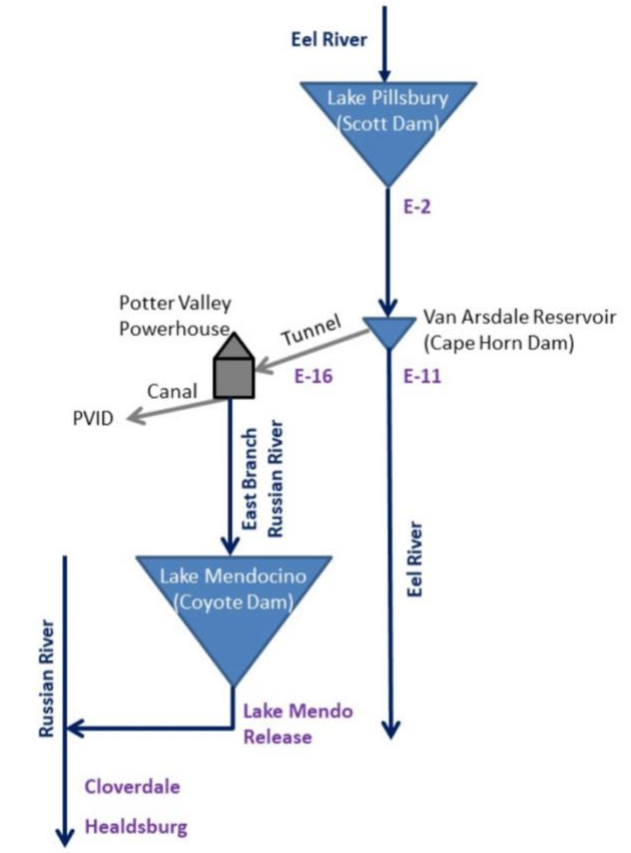 Eel River
Lake Pillsbury
(Scott Dam)
E-2
Potter Valley
Powerhouse
Tunnel
Van Arsdale Reservoir
(Cape Horn Dam)
E-16
E-11
Canal
PVID
East Branch
Russian River
Eel River
Lake Mendocino
(Coyote Dam)
Russian River
Lake Mendo
Release
Cloverdale
Healdsburg